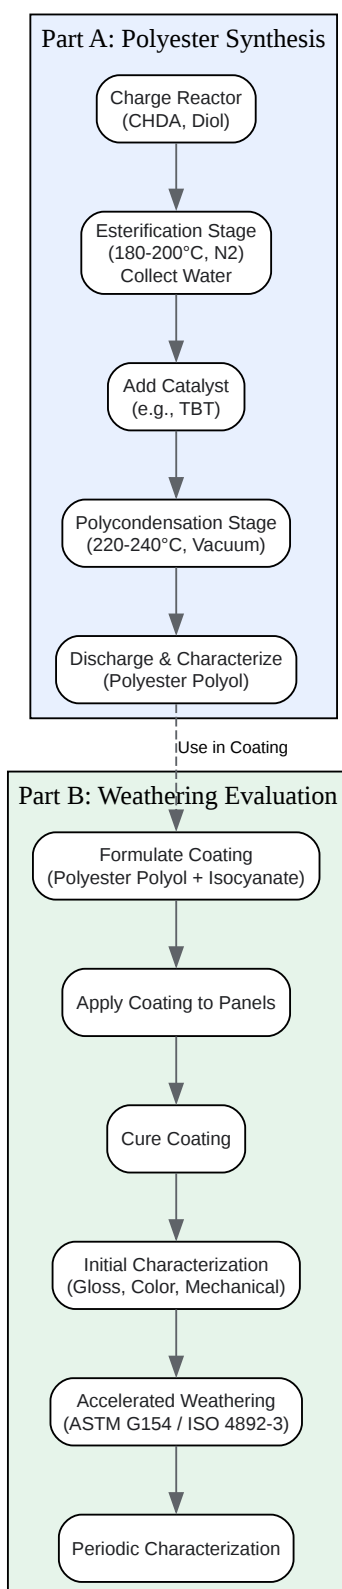 Part A: Polyester Synthesis
Charge Reactor
(CHDA, Diol)
Esterification Stage
(180-200°C, N2)
Collect Water
Add Catalyst
(e.g., TBT)
Polycondensation Stage
(220-240°C, Vacuum)
Discharge & Characterize
(Polyester Polyol)
Use in Coating
Part B: Weathering Evaluation
Formulate Coating
(Polyester Polyol + Isocyanate)
Apply Coating to Panels
Cure Coating
Initial Characterization
(Gloss, Color, Mechanical)
Accelerated Weathering
(ASTM G154 / ISO 4892-3)
Periodic Characterization